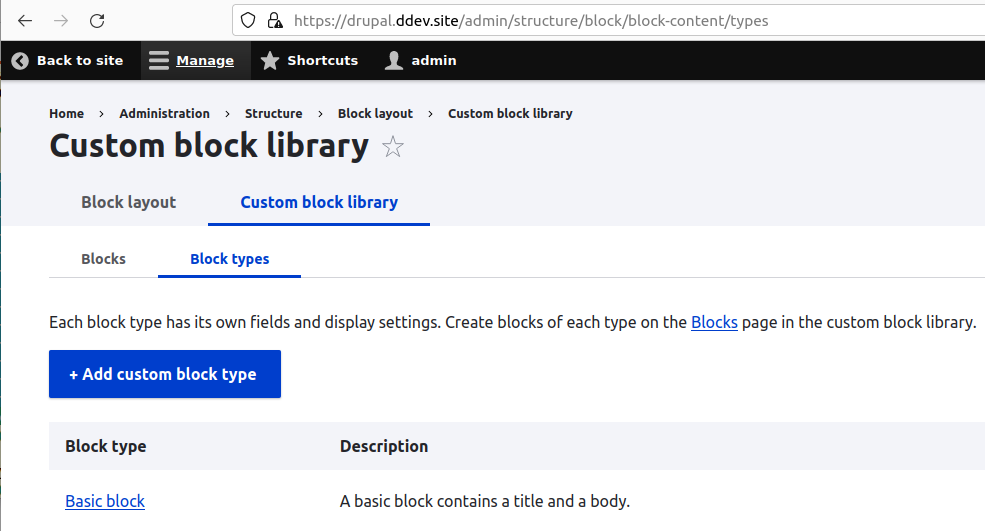 https://drupal.ddev.site/admin/structure/block/block-content/types
Back to site Manage Shortcuts admin
Home › Administration › Structure › Block layout › Custom block library
Custom block library
Block layout Custom block library
Blocks Block types
Each block type has its own fields and display settings. Create blocks of each type on the Blocks page in the custom block library.
+ Add custom block type
Block type Description
Basic block A basic block contains a title and a body.